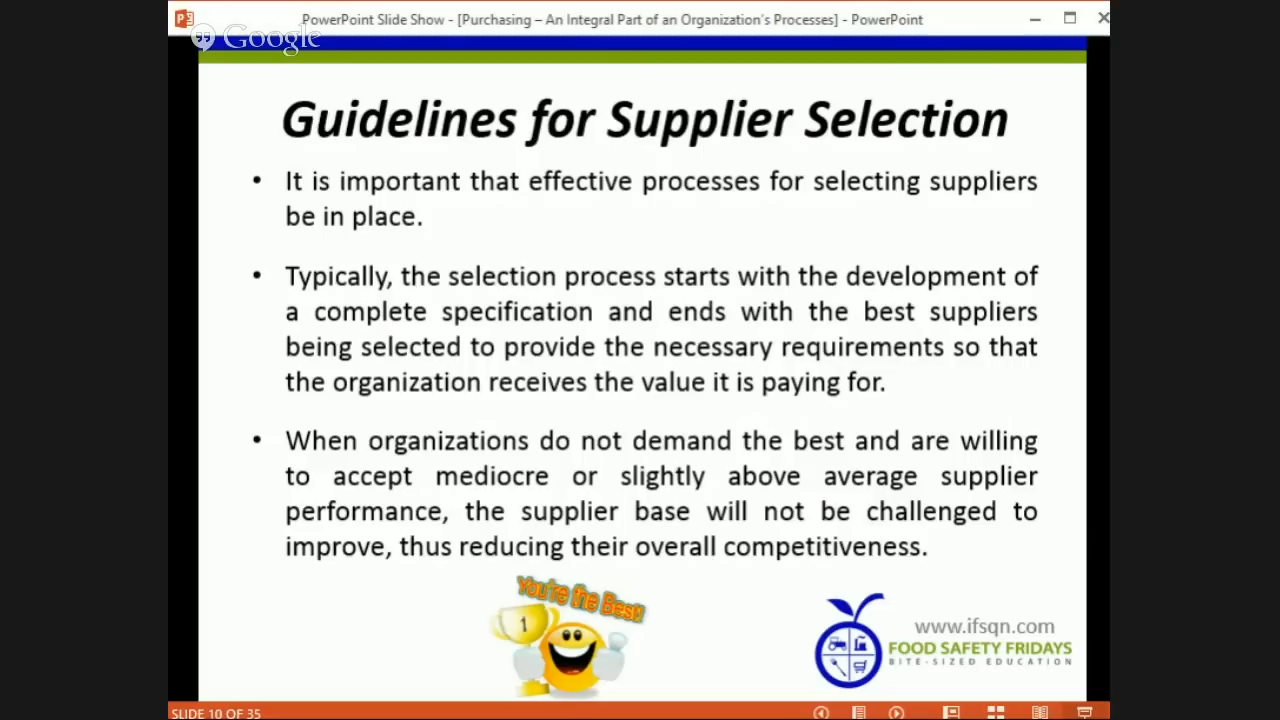 PowerPoint Slide Show - [Purchasing – An Integral Part of an Organization's Processes] - PowerPoint
Google
Guidelines for Supplier Selection
• It is important that effective processes for selecting suppliers
be in place.
• Typically, the selection process starts with the development of
a complete specification and ends with the best suppliers
being selected to provide the necessary requirements so that
the organization receives the value it is paying for.
• When organizations do not demand the best and are willing
to accept mediocre or slightly above average supplier
performance, the supplier base will not be challenged to
improve, thus reducing their overall competitiveness.
You're the Best!
1
www.ifsqn.com
FOOD SAFETY FRIDAYS
BITE-SIZED EDUCATION
SLIDE 10 OF 35